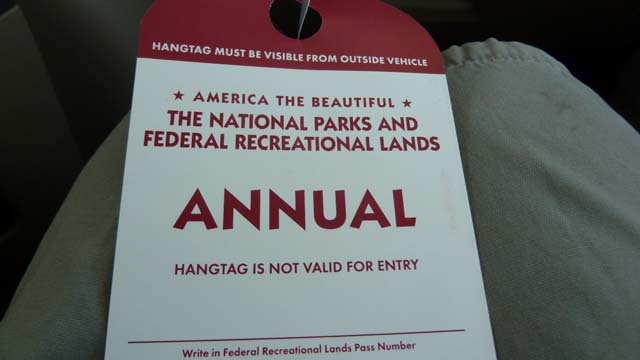 HANGTAG MUST BE VISIBLE FROM OUTSIDE VEHICLE
★ AMERICA THE BEAUTIFUL ★
THE NATIONAL PARKS AND
FEDERAL RECREATIONAL LANDS
ANNUAL
HANGTAG IS NOT VALID FOR ENTRY
Write in Federal Recreational Lands Pass Number